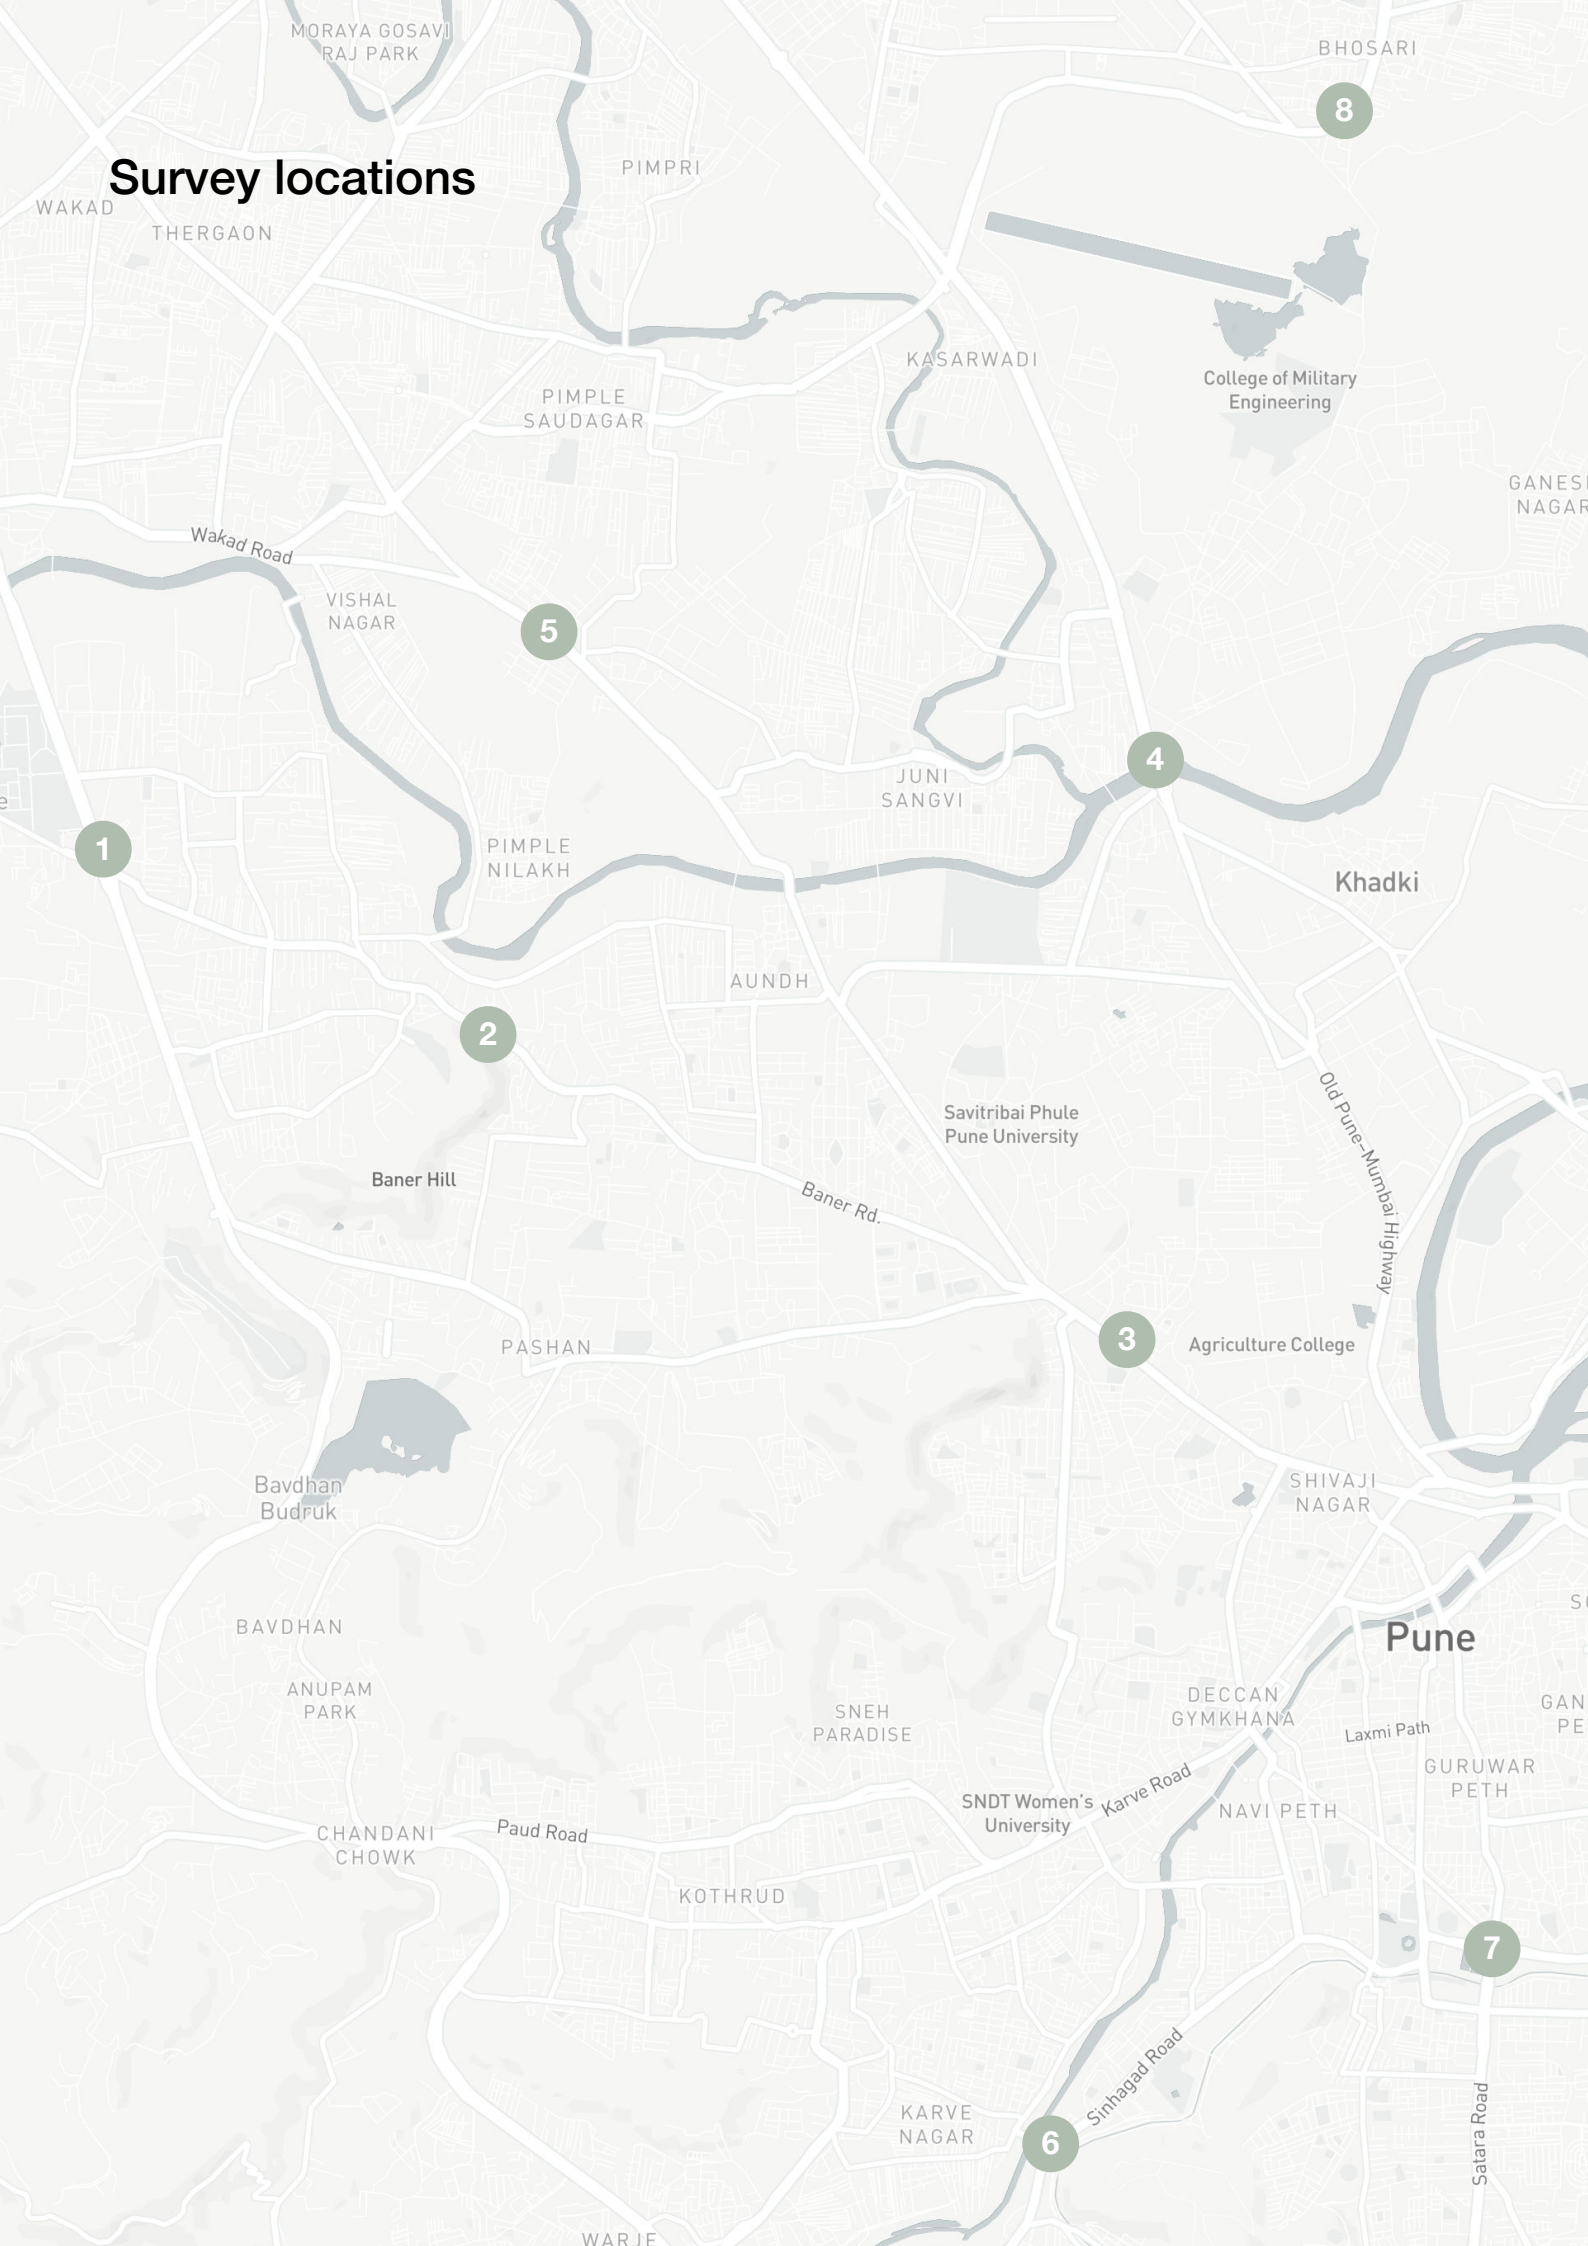 MORAYA GOSAVI
RAJ PARK
BHOSARI
8
PIMPRI
Survey locations
WAKAD
THERGAON
KASARWADI
College of Military
Engineering
PIMPLE
SAUDAGAR
Wakad Road
VISHAL
NAGAR
5
4
JUNI
SANGVI
1
PIMPLE
NILAKH
Khadki
AUNDH
2
Savitribai Phule
Pune University
Old Pune–Mumbai Highway
Baner Hill
Baner Rd.
3
Agriculture College
PASHAN
Bavdhan
Budruk
SHIVAJI
NAGAR
BAVDHAN
Pune
ANUPAM
PARK
SNEH
PARADISE
DECCAN
GYMKHANA
Laxmi Path
GURUWAR
PETH
SNDT Women's
University
Karve Road
NAVI PETH
CHANDANI
CHOWK
Paud Road
KOTHRUD
7
Sinhagad Road
KARVE
NAGAR
6
Satara Road
WARJE